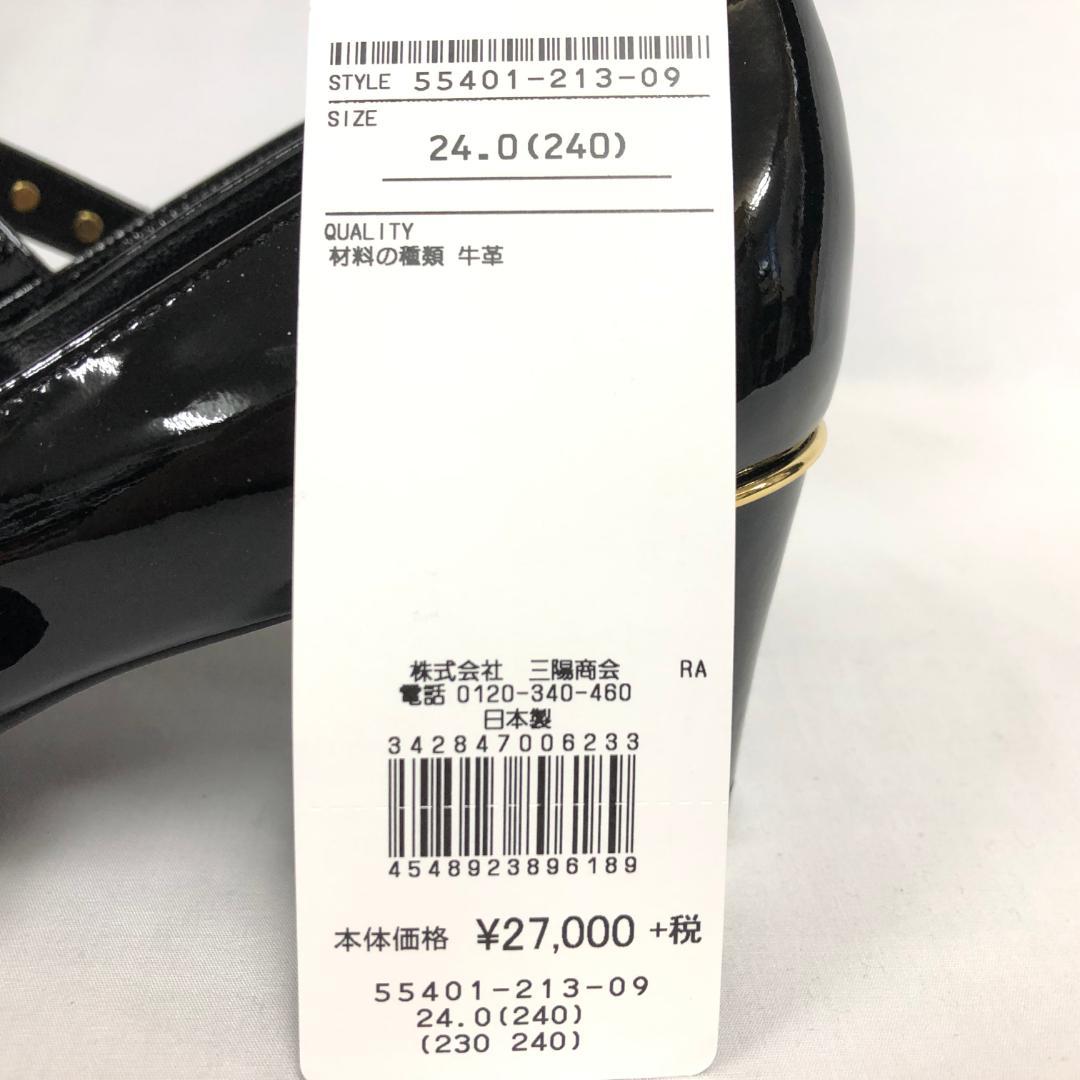 STYLE 55401-213-09
SIZE
24.0(240)
QUALITY
材料の種類 牛革
株式会社 三陽商会 RA
電話 0120-340-460
日本製
342847006233
4548923896189
本体価格 ¥27,000 +税
55401-213-09
24.0(240)
(230 240)